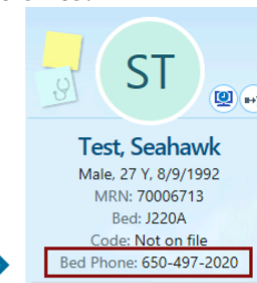 ST
Test, Seahawk
Male, 27 Y, 8/9/1992
MRN: 70006713
Bed: J220A
Code: Not on file
Bed Phone: 650-497-2020